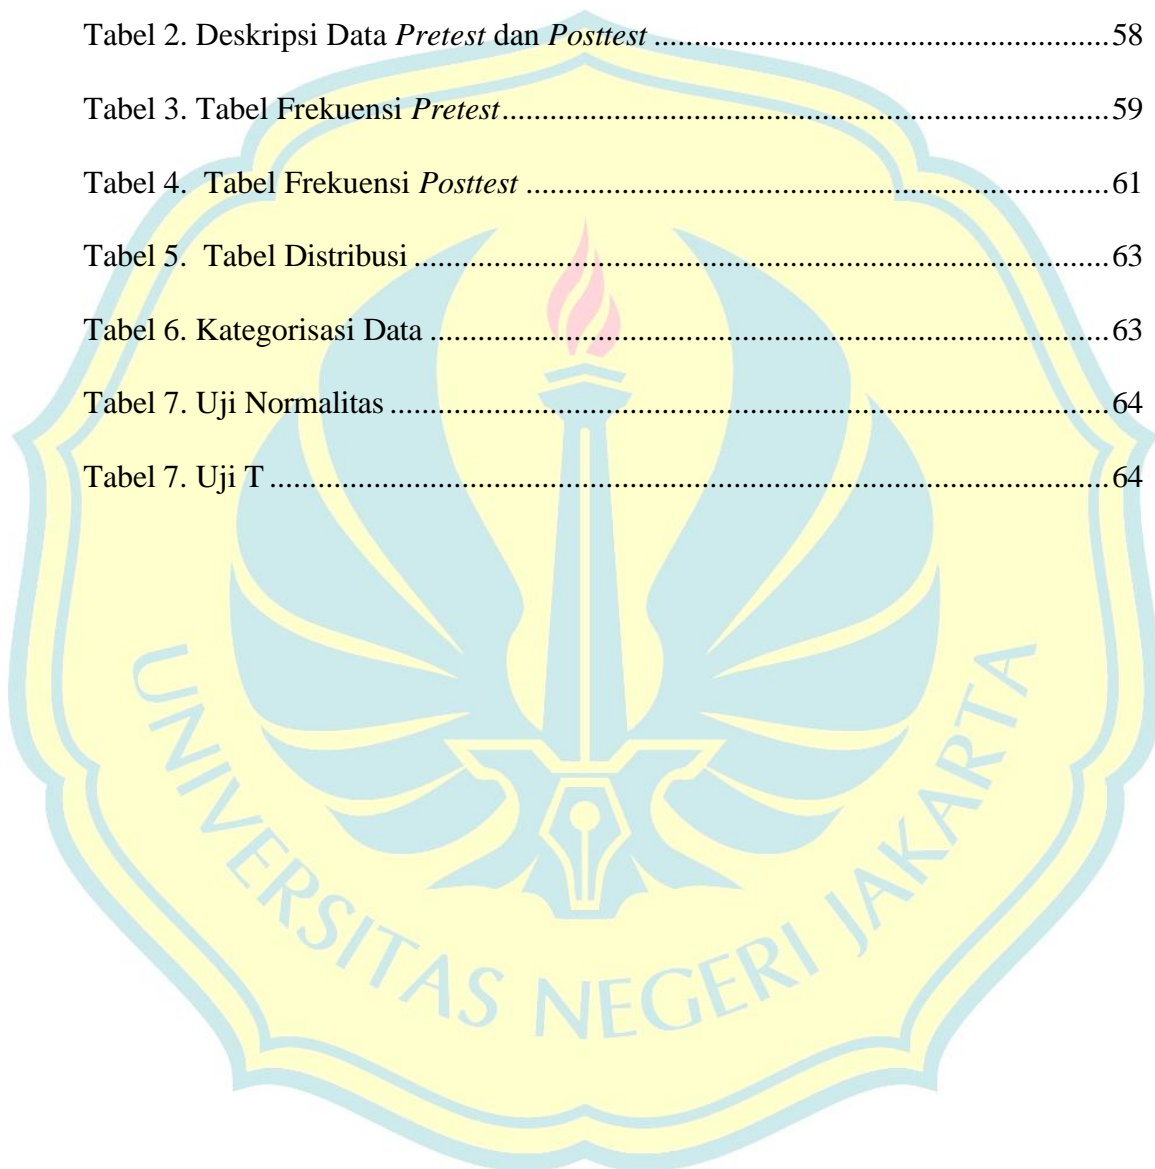 Tabel 2. Deskripsi Data Pretest dan Posttest ........................................................ 58
Tabel 3. Tabel Frekuensi Pretest........................................................................... 59
Tabel 4.  Tabel Frekuensi Posttest ........................................................................ 61
Tabel 5.  Tabel Distribusi ...................................................................................... 63
Tabel 6. Kategorisasi Data .................................................................................... 63
Tabel 7. Uji Normalitas ......................................................................................... 64
Tabel 7. Uji T ........................................................................................................ 64
UNIVERSITAS NEGERI JAKARTA